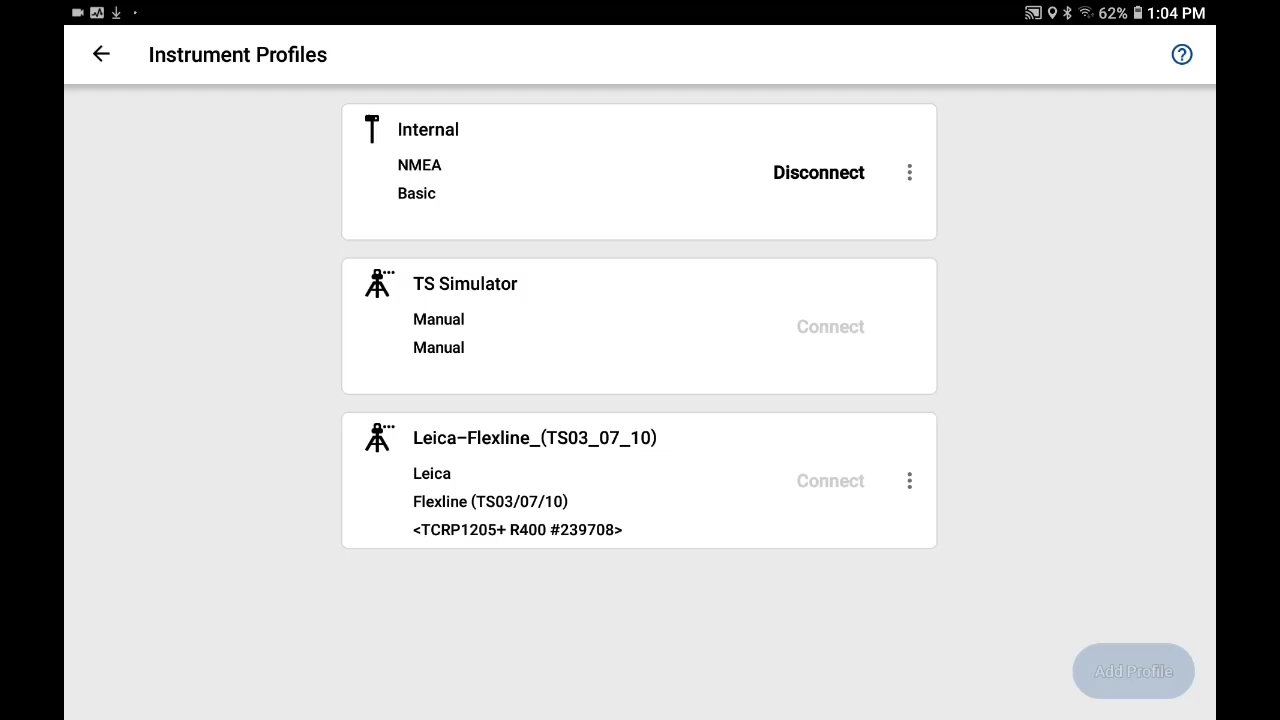 62% 1:04 PM
Instrument Profiles
Internal
NMEA
Basic
Disconnect
TS Simulator
Manual
Manual
Connect
Leica-Flexline_(TS03_07_10)
Leica
Flexline (TS03/07/10)
<TCRP1205+ R400 #239708>
Connect
Add Profile